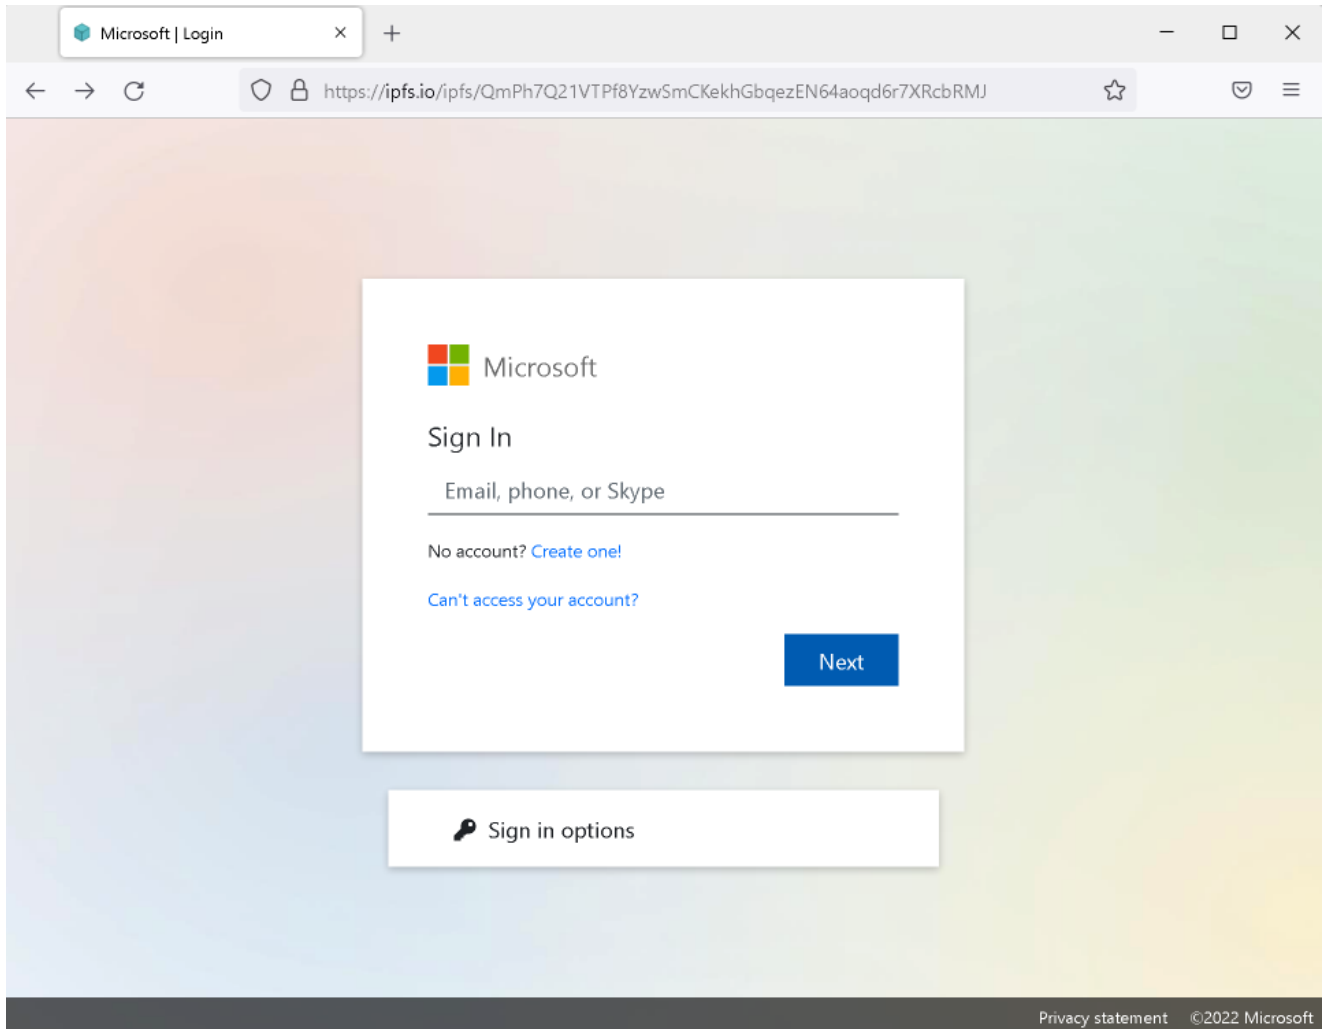 Microsoft | Login
https://ipfs.io/ipfs/QmPh7Q21VTPf8YzwSmCKekhGbqezEN64aoqd6r7XRcbRMJ
Microsoft
Sign In
Email, phone, or Skype
No account? Create one!
Can't access your account?
Next
Sign in options
Privacy statement ©2022 Microsoft